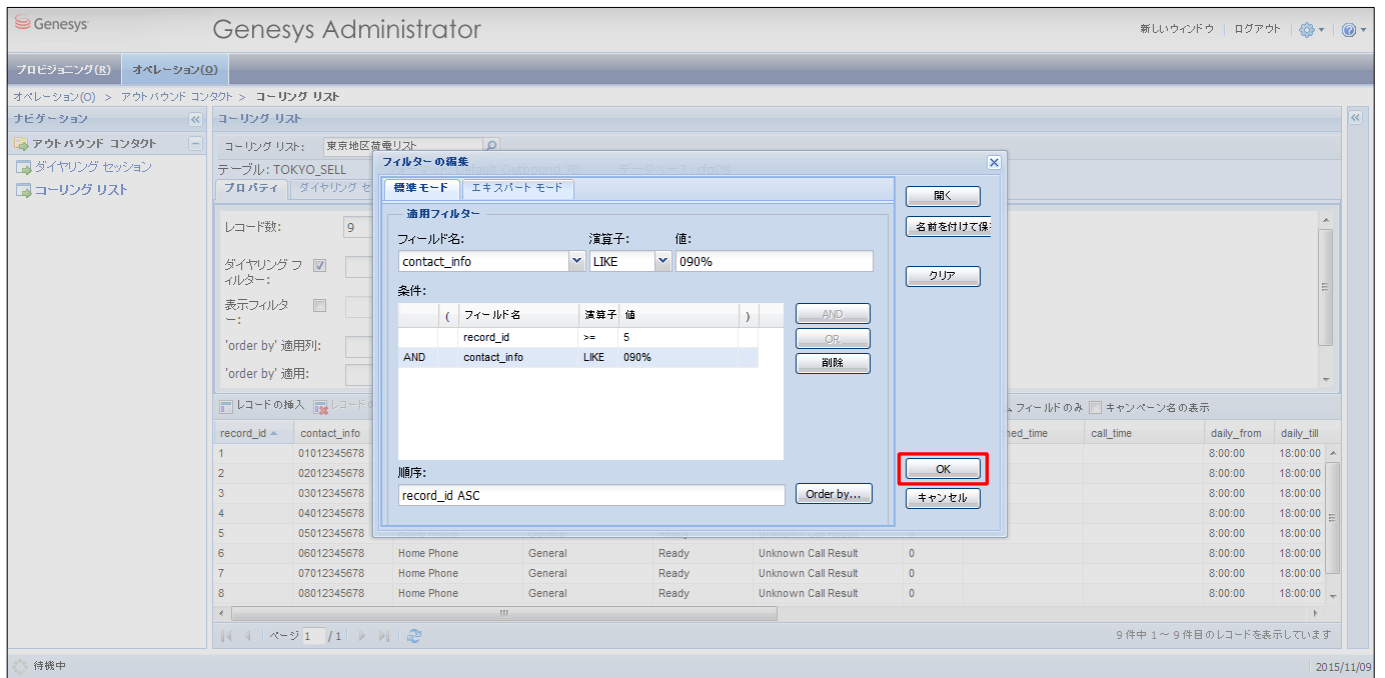 Genesys
Genesys Administrator
新しいウィンドウ ログアウト
プロビジョニング(R) オペレーション(O)
オペレーション(O) > アウトバウンド コンタクト > コーリング リスト
ナビゲーション
アウトバウンド コンタクト
ダイヤリング セッション
コーリング リスト
コーリング リスト
コーリング リスト: 東京地区荷電リスト
テーブル: TOKYO_SELL
プロパティ ダイヤリング セ
レコード数: 9
ダイヤリング フィルター:
表示フィルター:
'order by' 適用列:
'order by' 適用:
レコードの挿入 レコードの
フィールドのみ キャンペーン名の表示
フィルターの編集
標準モード エキスパート モード
適用フィルター
フィールド名: 演算子: 値:
contact_info LIKE 090%
条件:
( フィールド名 演算子 値 )
record_id >= 5
AND contact_info LIKE 090%
AND
OR
削除
順序:
record_id ASC
Order by...
開く
名前を付けて保
クリア
OK
キャンセル
record_id contact_info ned_time call_time daily_from daily_till
1 01012345678 8:00:00 18:00:00
2 02012345678 8:00:00 18:00:00
3 03012345678 8:00:00 18:00:00
4 04012345678 8:00:00 18:00:00
5 05012345678 8:00:00 18:00:00
6 06012345678 Home Phone General Ready Unknown Call Result 0 8:00:00 18:00:00
7 07012345678 Home Phone General Ready Unknown Call Result 0 8:00:00 18:00:00
8 08012345678 Home Phone General Ready Unknown Call Result 0 8:00:00 18:00:00
ページ 1 / 1
9 件中 1～ 9 件目のレコードを表示しています
待機中
2015/11/09